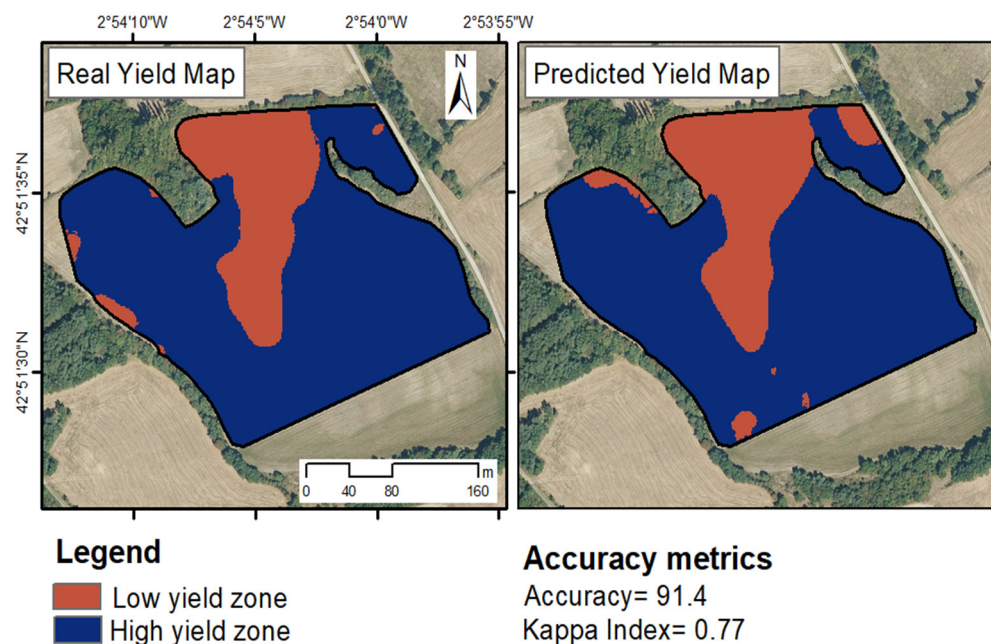 2°54'10"W 2°54'5"W 2°54'0"W 2°53'55"W
42°51'35"N
42°51'30"N
Real Yield Map
N
0 40 80 160 m
Predicted Yield Map
Legend
Low yield zone
High yield zone
Accuracy metrics
Accuracy= 91.4
Kappa Index= 0.77